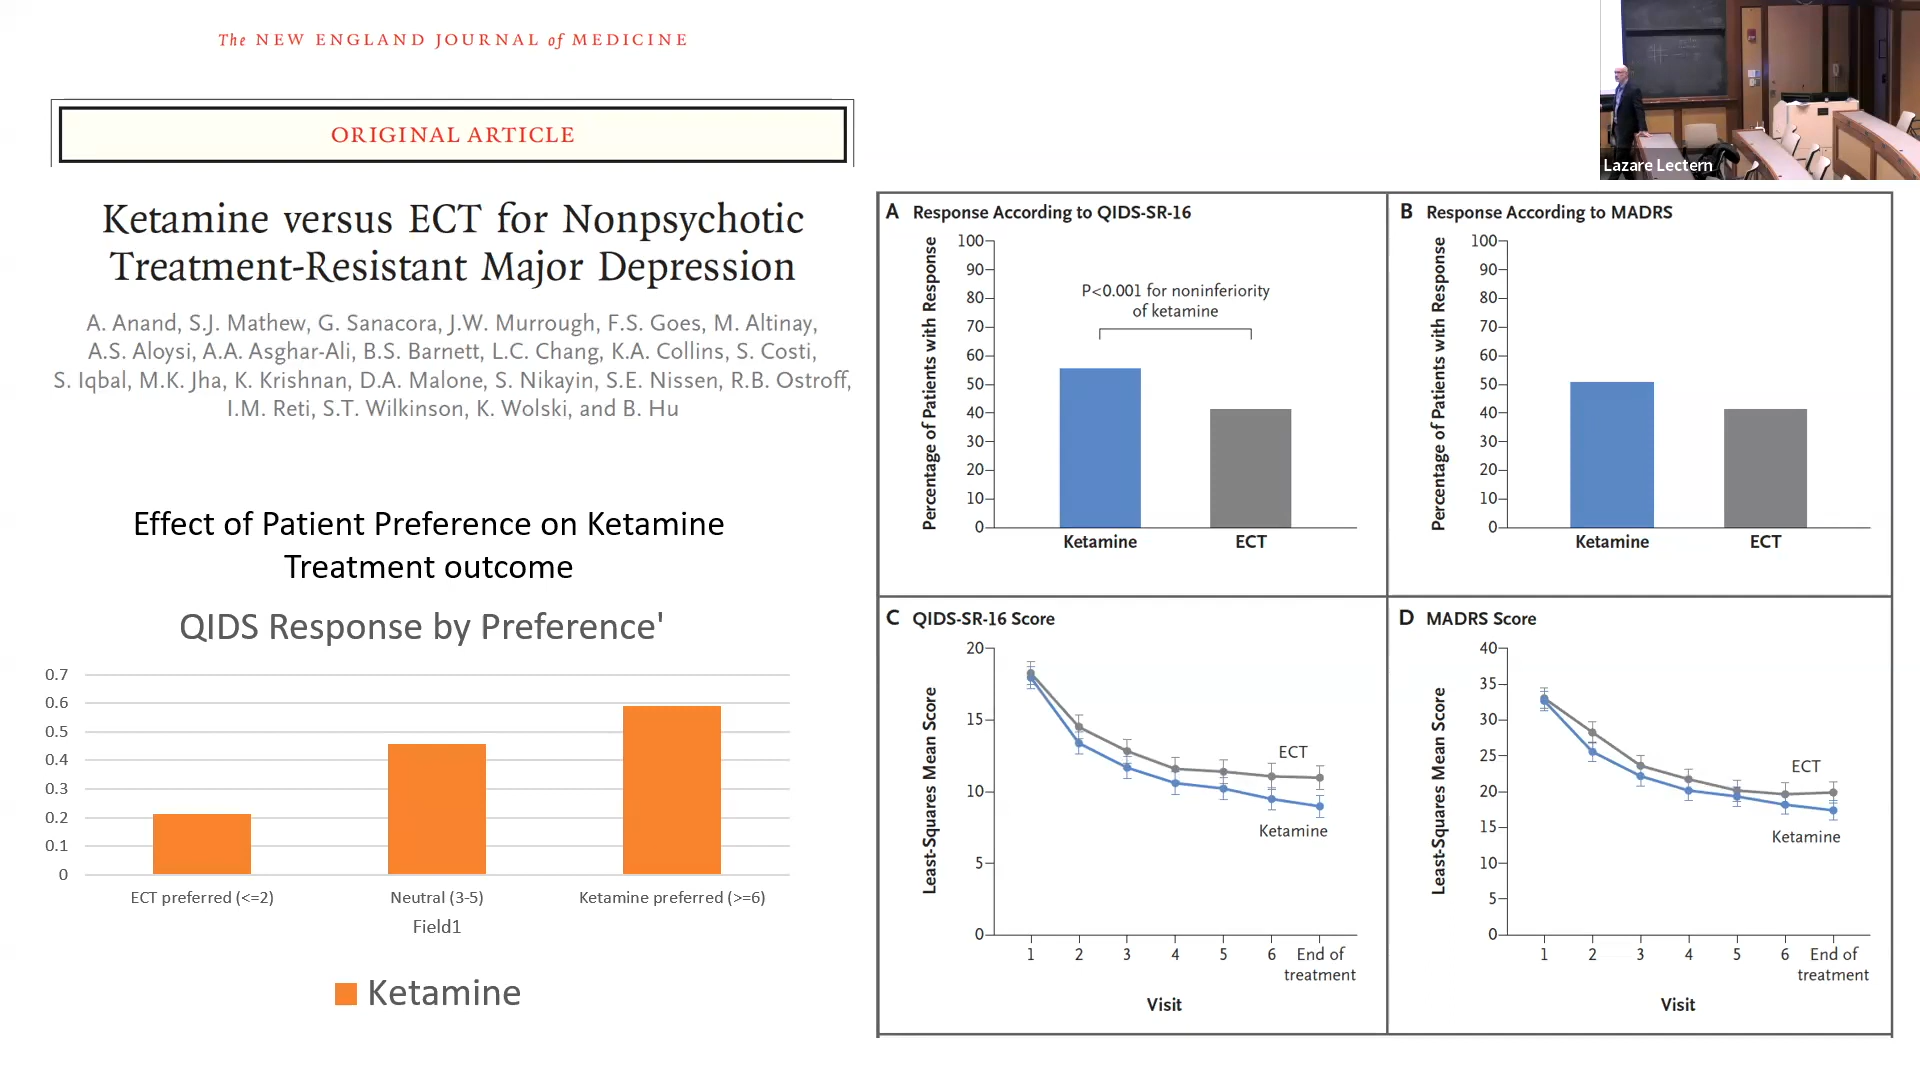 The NEW ENGLAND JOURNAL of MEDICINE
ORIGINAL ARTICLE
Ketamine versus ECT for Nonpsychotic
Treatment-Resistant Major Depression
A. Anand, S.J. Mathew, G. Sanacora, J.W. Murrough, F.S. Goes, M. Altinay,
A.S. Aloysi, A.A. Asghar-Ali, B.S. Barnett, L.C. Chang, K.A. Collins, S. Costi,
S. Iqbal, M.K. Jha, K. Krishnan, D.A. Malone, S. Nikayin, S.E. Nissen, R.B. Ostroff,
I.M. Reti, S.T. Wilkinson, K. Wolski, and B. Hu
Effect of Patient Preference on Ketamine
Treatment outcome
QIDS Response by Preference'
0.7
0.6
0.5
0.4
0.3
0.2
0.1
0
ECT preferred (<=2) Neutral (3-5) Ketamine preferred (>=6)
Field1
Ketamine
Lazare Lectern
A Response According to QIDS-SR-16
Percentage of Patients with Response
100
90
80
70
60
50
40
30
20
10
0
P<0.001 for noninferiority
of ketamine
Ketamine ECT
B Response According to MADRS
Percentage of Patients with Response
100
90
80
70
60
50
40
30
20
10
0
Ketamine ECT
C QIDS-SR-16 Score
Least-Squares Mean Score
20
15
10
5
0
ECT
Ketamine
1 2 3 4 5 6 End of
treatment
Visit
D MADRS Score
Least-Squares Mean Score
40
35
30
25
20
15
10
5
0
ECT
Ketamine
1 2 3 4 5 6 End of
treatment
Visit